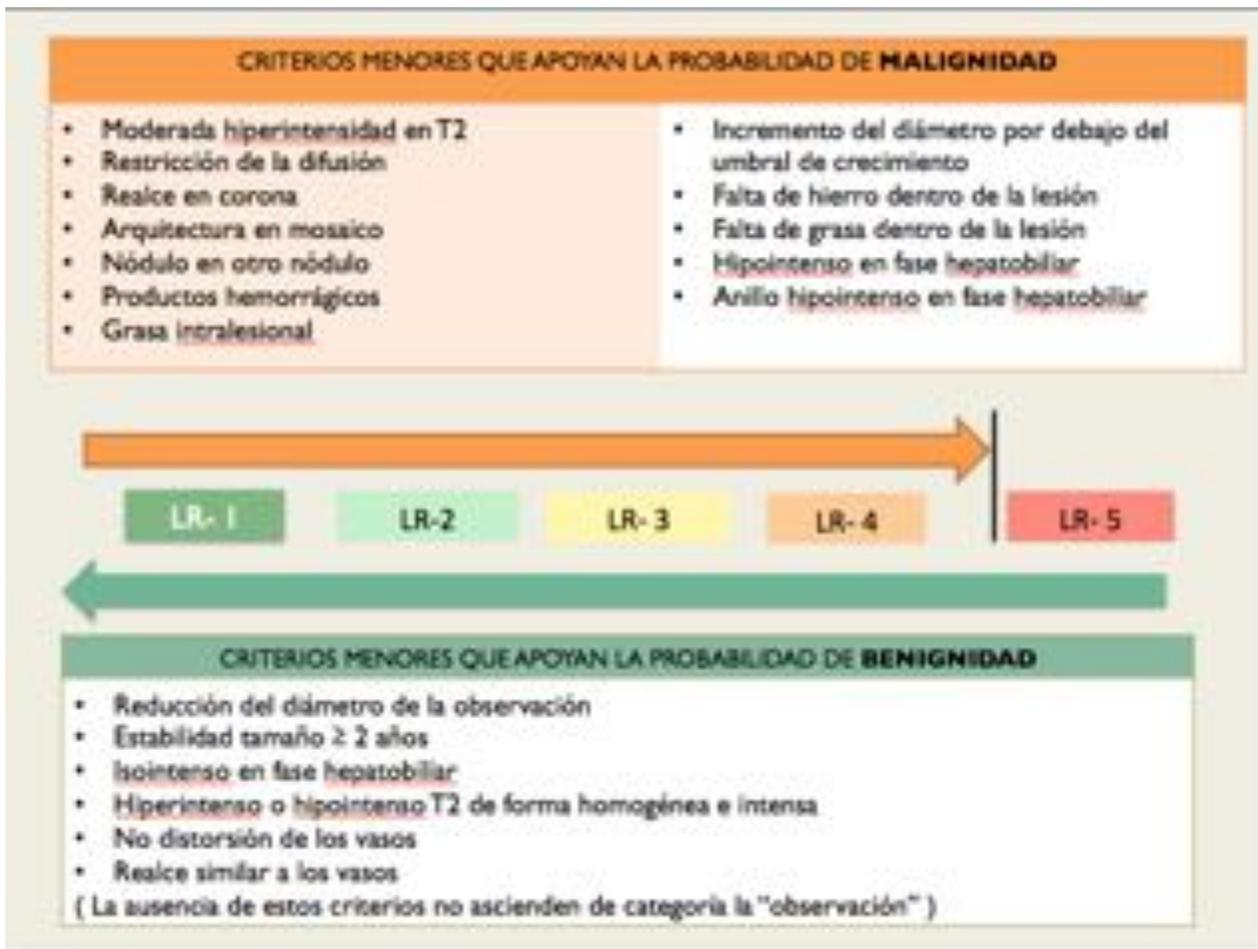 CRITERIOS MENORES QUE APOYAN LA PROBABILIDAD DE MALIGNIDAD
• Moderada hiperintensidad en T2
• Restricción de la difusión
• Realce en corona
• Arquitectura en mosaico
• Nódulo en otro nódulo
• Productos hemorrágicos
• Grasa intralesional
• Incremento del diámetro por debajo del
umbral de crecimiento
• Falta de hierro dentro de la lesión
• Falta de grasa dentro de la lesión
• Hipointenso en fase hepatobiliar
• Anillo hipointenso en fase hepatobiliar
LR- 1
LR-2
LR- 3
LR- 4
LR- 5
CRITERIOS MENORES QUE APOYAN LA PROBABILIDAD DE BENIGNIDAD
• Reducción del diámetro de la observación
• Estabilidad tamaño ≥ 2 años
• Isointenso en fase hepatobiliar
• Hiperintenso o hipointenso T2 de forma homogénea e intensa
• No distorsión de los vasos
• Realce similar a los vasos
( La ausencia de estos criterios no ascienden de categoría la "observación" )